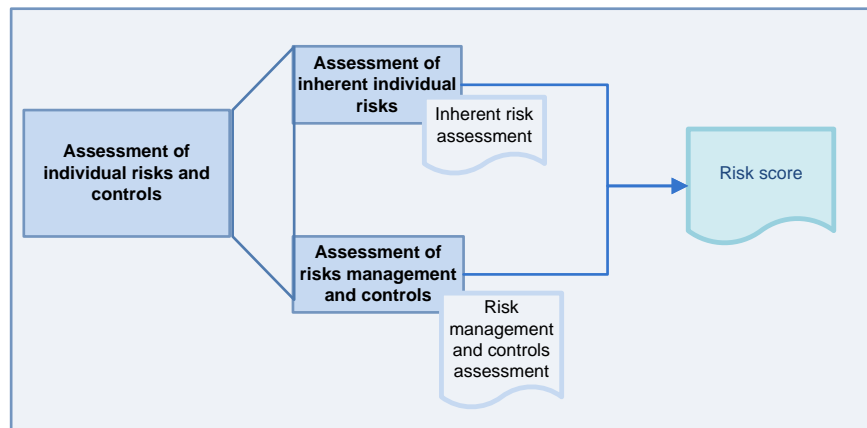 Assessment of
individual risks and
controls
Assessment of
inherent individual
risks
Inherent risk
assessment
Assessment of
risks management
and controls
Risk
management
and controls
assessment
Risk score